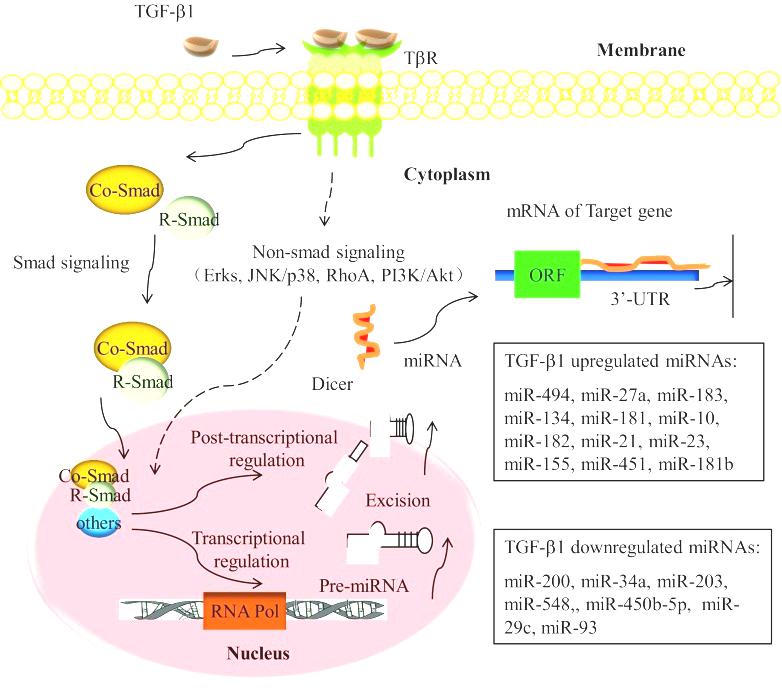 TGF-β1
TβR
Membrane
Cytoplasm
Co-Smad
R-Smad
Smad signaling
Non-smad signaling
(Erks, JNK/p38, RhoA, PI3K/Akt)
mRNA of Target gene
ORF
3’-UTR
Co-Smad
R-Smad
Dicer
miRNA
TGF-β1 upregulated miRNAs:
miR-494, miR-27a, miR-183,
miR-134, miR-181, miR-10,
miR-182, miR-21, miR-23,
miR-155, miR-451, miR-181b
Post-transcriptional
regulation
Co-Smad
R-Smad
others
Excision
Transcriptional
regulation
Pre-miRNA
RNA Pol
Nucleus
TGF-β1 downregulated miRNAs:
miR-200, miR-34a, miR-203,
miR-548,, miR-450b-5p, miR-
29c, miR-93